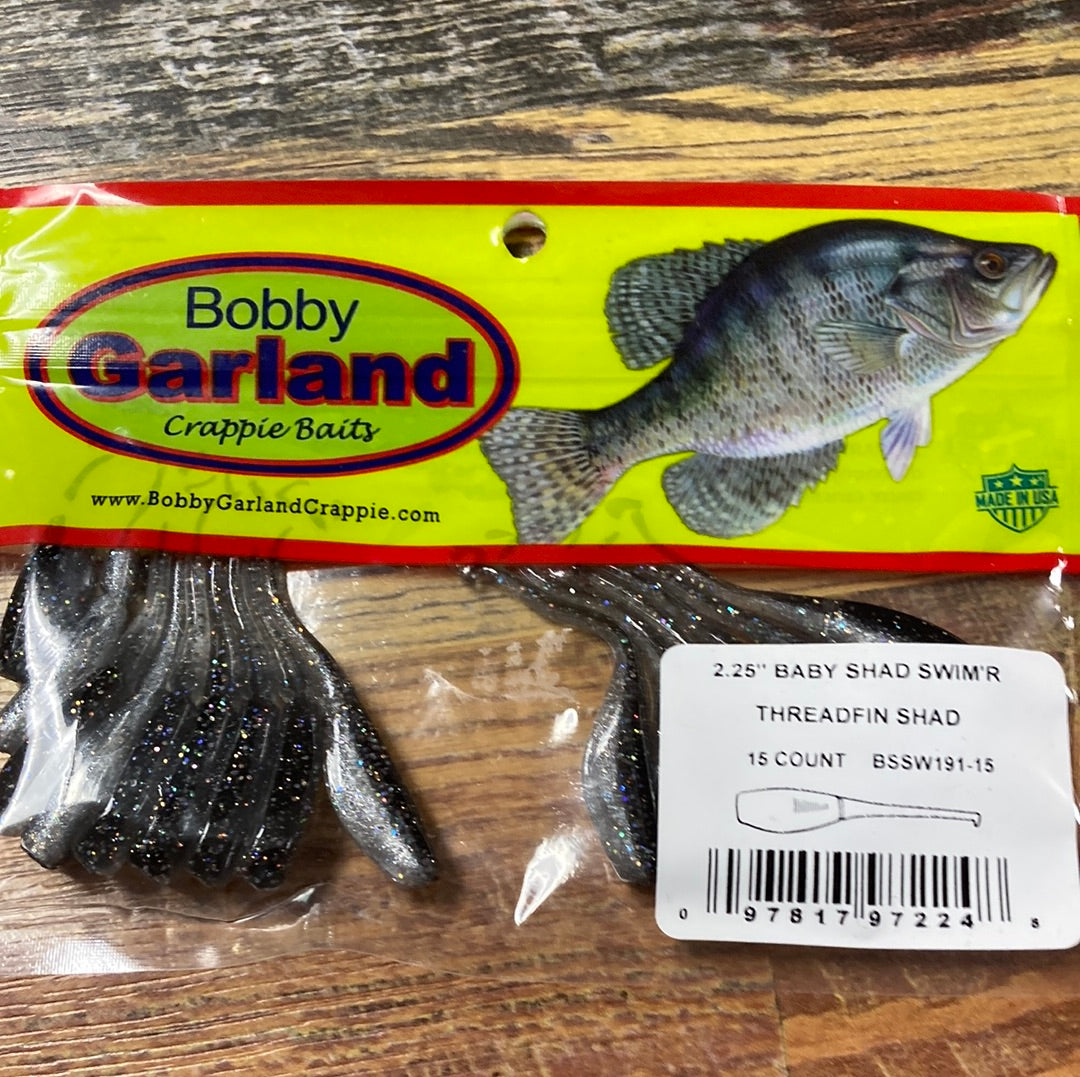 Bobby
Garland
Crappie Baits
www.BobbyGarlandCrappie.com
MADE IN USA
2.25" BABY SHAD SWIM'R
THREADFIN SHAD
15 COUNT BSSW191-15
0 97817 97224 8